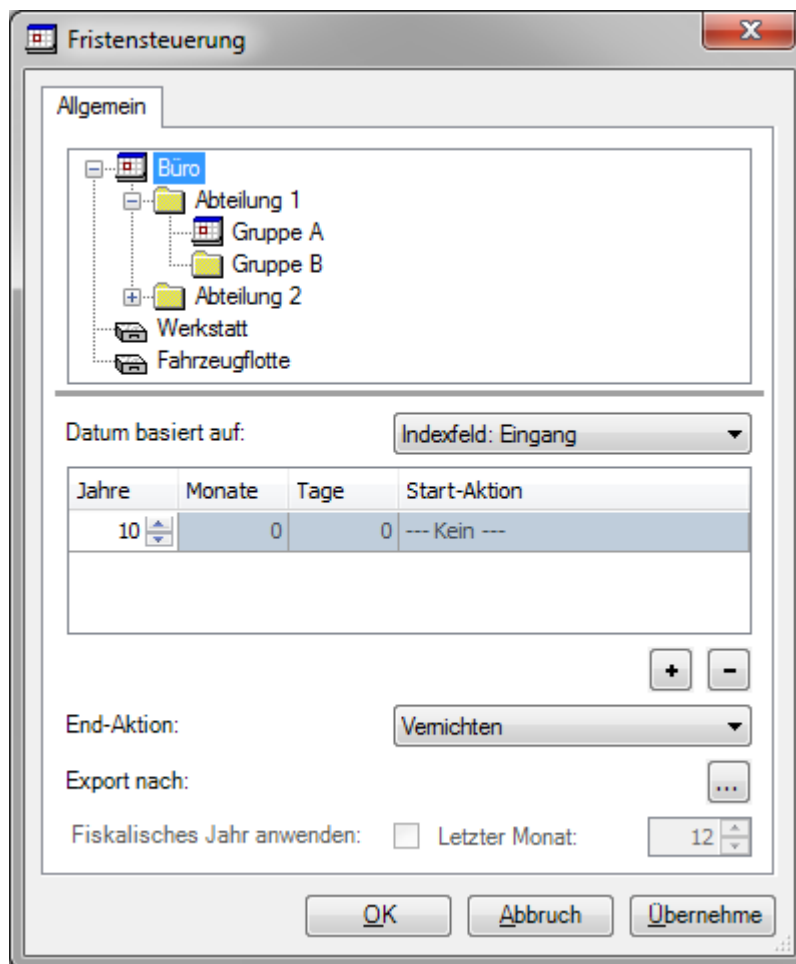 Fristensteuerung
Allgemein
Büro
Abteilung 1
Gruppe A
Gruppe B
Abteilung 2
Werkstatt
Fahrzeugflotte
Datum basiert auf: Indexfeld: Eingang
Jahre Monate Tage Start-Aktion
10 0 0 --- Kein ---
+ -
End-Aktion: Vernichten
Export nach: ...
Fiskalisches Jahr anwenden: Letzter Monat: 12
OK Abbruch Übernehme